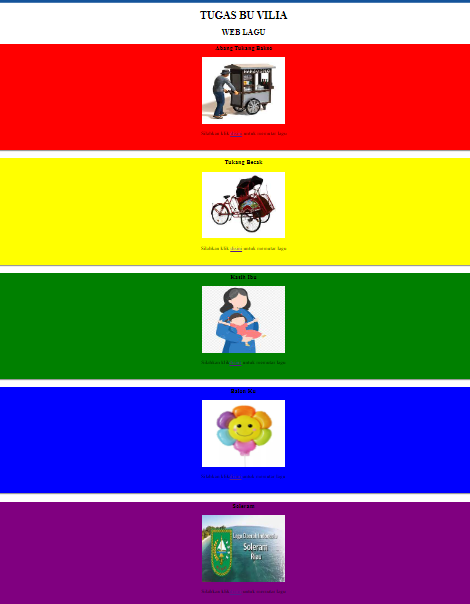 TUGAS BU VILIA
WEB LAGU
Abang Tukang Bakso
Silahkan klik disini untuk memutar lagu
Tukang Becak
Silahkan klik disini untuk memutar lagu
Kasih Ibu
Silahkan klik disini untuk memutar lagu
Silahkan klik disini untuk memutar lagu
Soleram
Lagu Daerah Indonesia
Soleram
Riau
Silahkan klik disini untuk memutar lagu